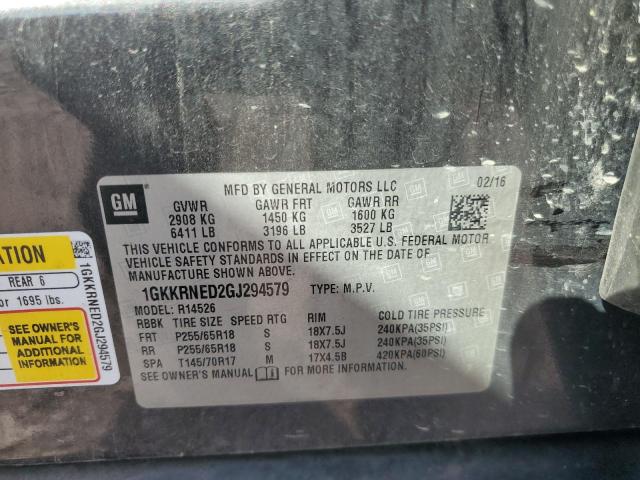 MFD BY GENERAL MOTORS LLC 02/16
GM
GVWR GAWR FRT GAWR RR
2908 KG 1450 KG 1600 KG
6411 LB 3196 LB 3527 LB
THIS VEHICLE CONFORMS TO ALL APPLICABLE U.S. FEDERAL MOTOR
VEHICLE SAFETY STANDARDS IN EFFECT ON THE DATE OF
MANUFACTURE SHOWN ABOVE.
1GKKRNED2GJ294579 TYPE: M.P.V.
MODEL: R14526
RBBK TIRE SIZE SPEED RTG RIM COLD TIRE PRESSURE
FRT P255/65R18 S 18X7.5J 240KPA(35PSI)
RR P255/65R18 S 18X7.5J 240KPA(35PSI)
SPA T145/70R17 M 17X4.5B 420KPA(60PSI)
SEE OWNER'S MANUAL FOR MORE INFORMATION.
ATION
REAR 6
or 1695 lbs.
SEE OWNER'S
MANUAL FOR
ADDITIONAL
INFORMATION
1GKKRNED2GJ294579